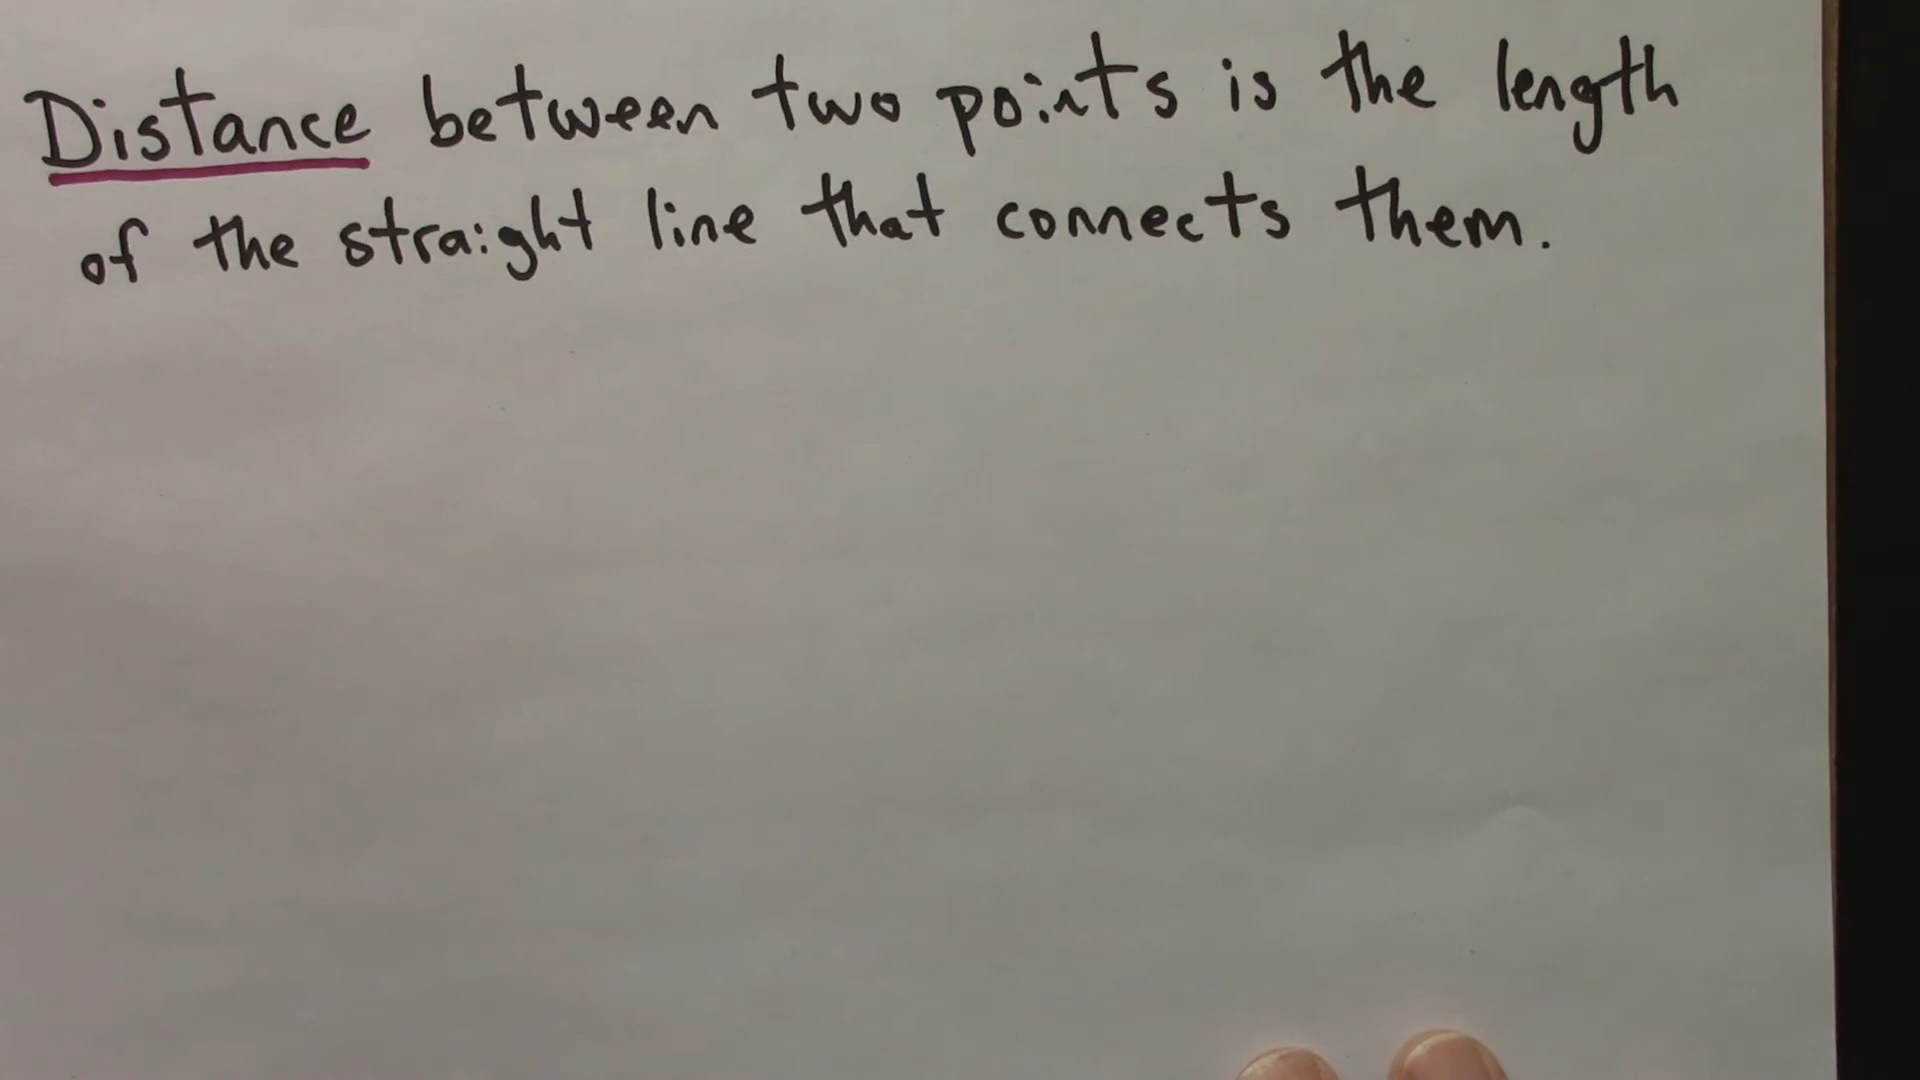 Distance between two points is the length
of the straight line that connects them.